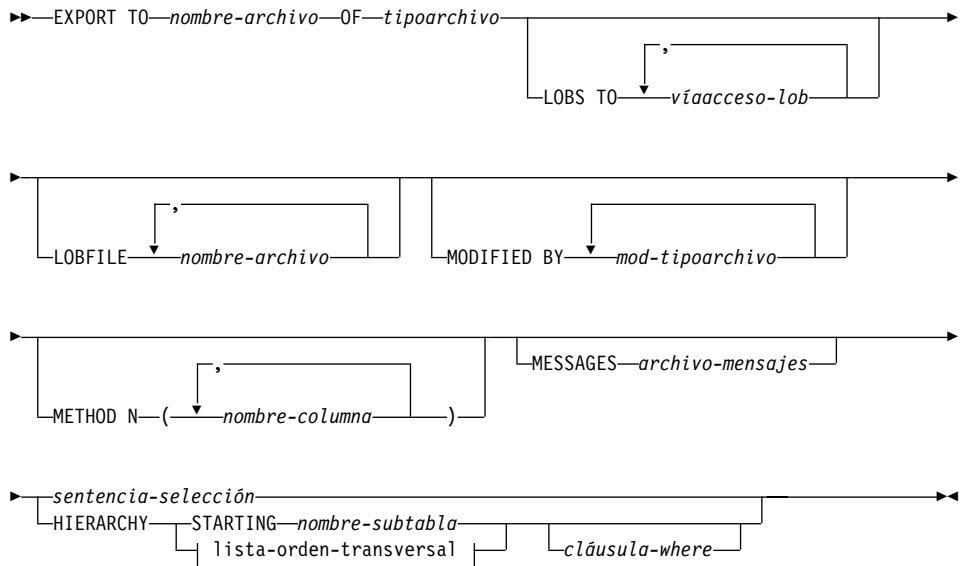 EXPORT TO nombre-archivo OF tipoarchivo
,
LOBS TO víaacceso-lob
, 
LOBFILE nombre-archivo MODIFIED BY mod-tipoarchivo
,
METHOD N ( nombre-columna ) MESSAGES archivo-mensajes
sentencia-selección
HIERARCHY STARTING nombre-subtabla
lista-orden-transversal cláusula-where